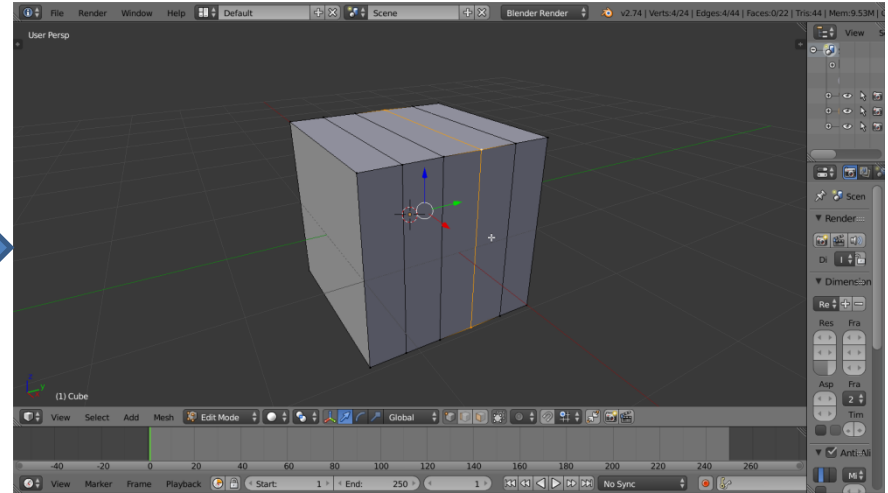 File Render Window Help Default Scene Blender Render v2.74 | Verts:4/24 | Edges:4/44 | Faces:0/22 | Tris:44 | Mem:9.53M |
User Persp
View
Scen
Render
Di
Dimension
Re
Res Fra
Asp Fra
2
Tim
z
y
(1) Cube
View Select Add Mesh Edit Mode Global
Anti-Ali
-40 -20 0 20 40 60 80 100 120 140 160 180 200 220 240 260
Mi
View Marker Frame Playback Start: 1 End: 250 1 No Sync